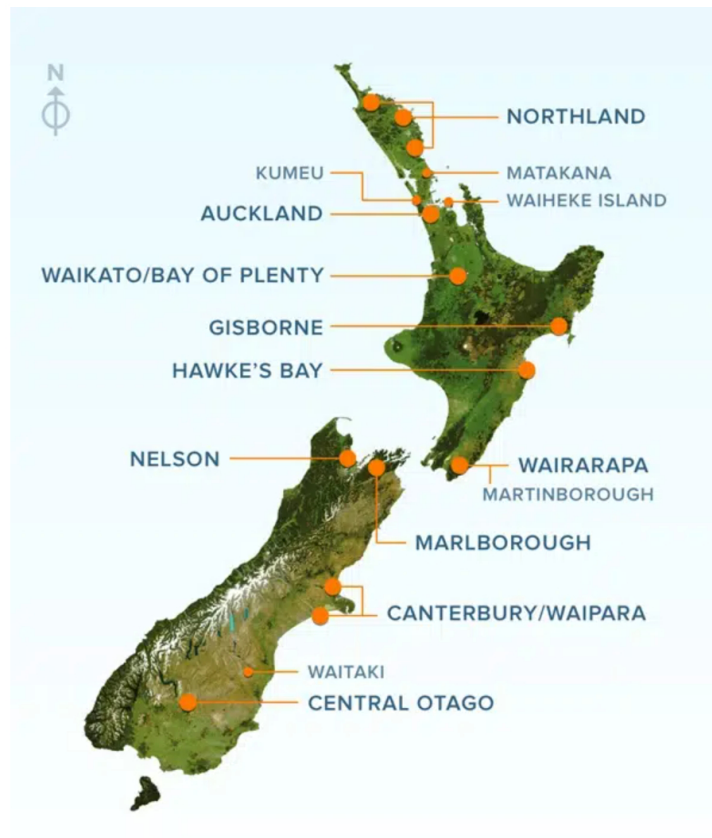 N
NORTHLAND
KUMEU
MATAKANA
WAIHEKE ISLAND
AUCKLAND
WAIKATO/BAY OF PLENTY
GISBORNE
HAWKE'S BAY
NELSON
WAIRARAPA
MARTINBOROUGH
MARLBOROUGH
CANTERBURY/WAIPARA
WAITAKI
CENTRAL OTAGO